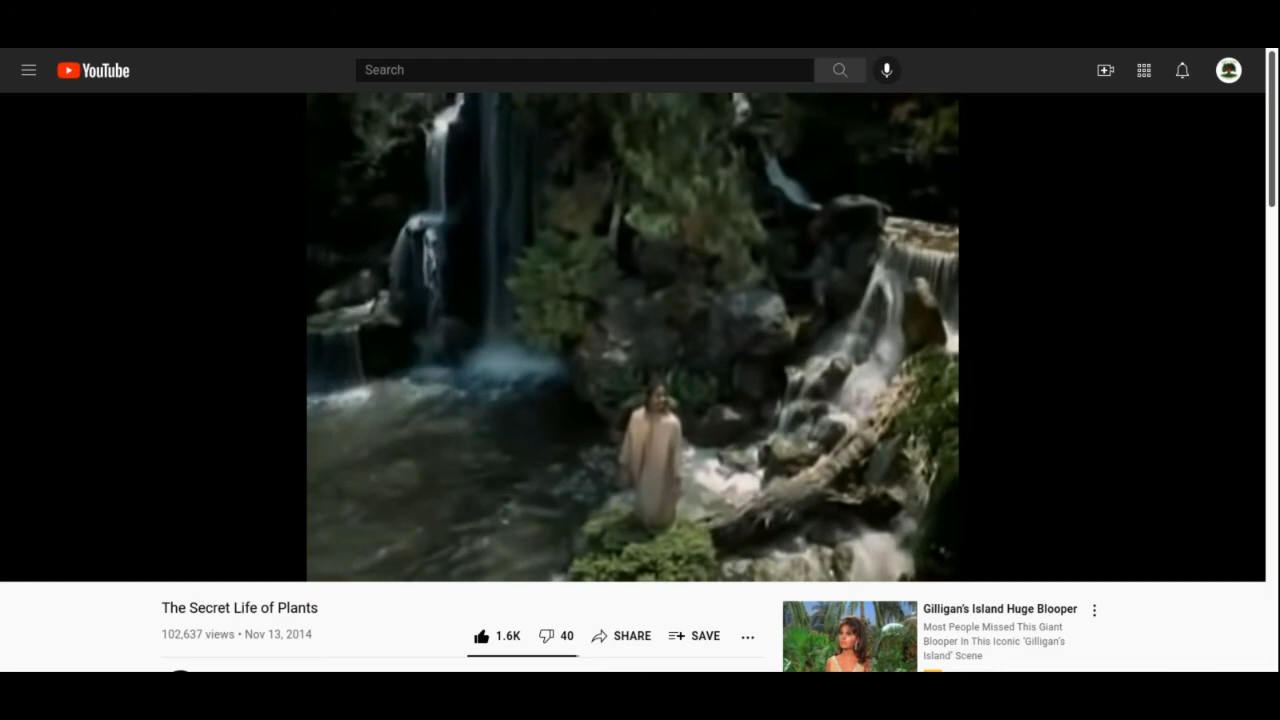 YouTube
Search
The Secret Life of Plants
102,637 views • Nov 13, 2014
1.6K
40
SHARE
SAVE
Gilligan's Island Huge Blooper
Most People Missed This Giant
Blooper In This Iconic 'Gilligan's
Island' Scene